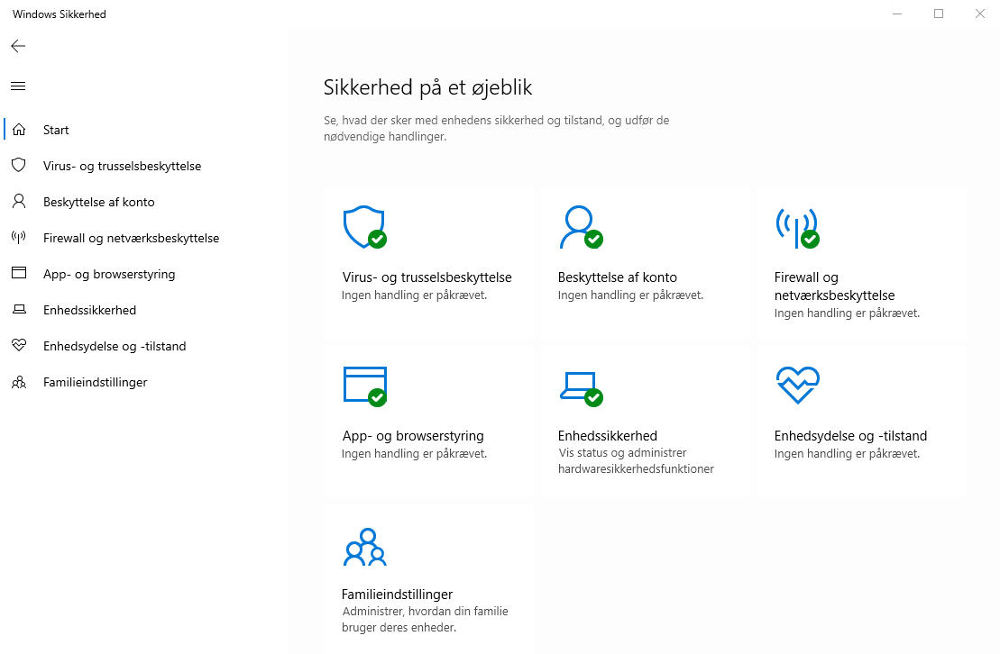 Windows Sikkerhed
Start
Virus- og trusselsbeskyttelse
Beskyttelse af konto
Firewall og netværksbeskyttelse
App- og browserstyring
Enhedssikkerhed
Enhedsydelse og -tilstand
Familieindstillinger
Sikkerhed på et øjeblik
Se, hvad der sker med enhedens sikkerhed og tilstand, og udfør de
nødvendige handlinger.
Virus- og trusselsbeskyttelse
Ingen handling er påkrævet.
Beskyttelse af konto
Ingen handling er påkrævet.
Firewall og
netværksbeskyttelse
Ingen handling er påkrævet.
App- og browserstyring
Ingen handling er påkrævet.
Enhedssikkerhed
Vis status og administrer
hardwaresikkerhedsfunktioner
Enhedsydelse og -tilstand
Ingen handling er påkrævet.
Familieindstillinger
Administrer, hvordan din familie
bruger deres enheder.